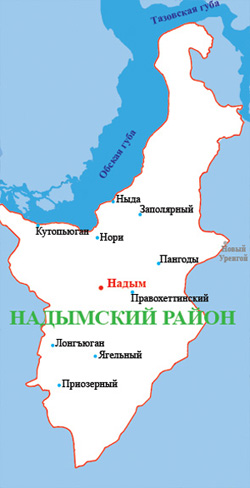 Тазовская губа
Обская губа
Ныда
Заполярный
Кутопьюган
Нори
Новый
Уренгой
Пангоды
Надым
Правохеттинский
НАДЫМСКИЙ РАЙОН
Лонгъюган
Ягельный
Приозерный